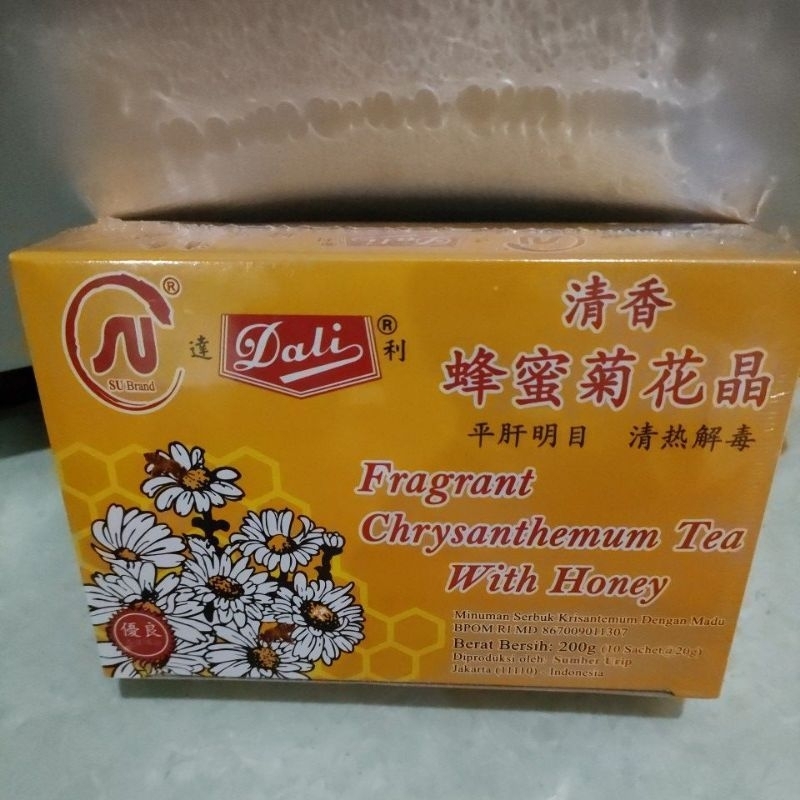 ®
SU Brand
達 Dali ® 利
清香
蜂蜜菊花晶
平肝明目 清热解毒
Fragrant
Chrysanthemum Tea
With Honey
Minuman Serbuk Krisantemum Dengan Madu
BPOM RI MD 867009011307
Berat Bersih: 200g (10 Sachet @ 20g)
Diproduksi oleh: Sumber Urip
Jakarta (11110) - Indonesia
優良